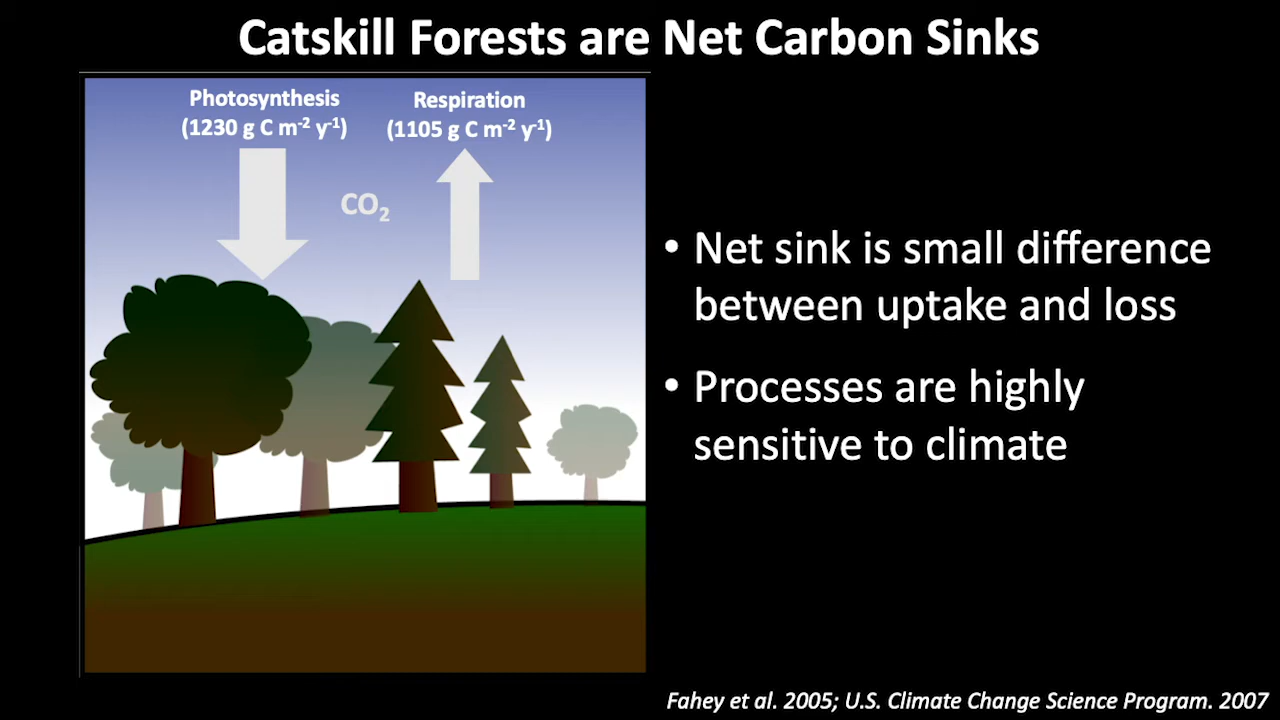 Catskill Forests are Net Carbon Sinks
Photosynthesis
(1230 g C m⁻² y⁻¹)
Respiration
(1105 g C m⁻² y⁻¹)
CO₂
• Net sink is small difference
between uptake and loss
• Processes are highly
sensitive to climate
Fahey et al. 2005; U.S. Climate Change Science Program. 2007